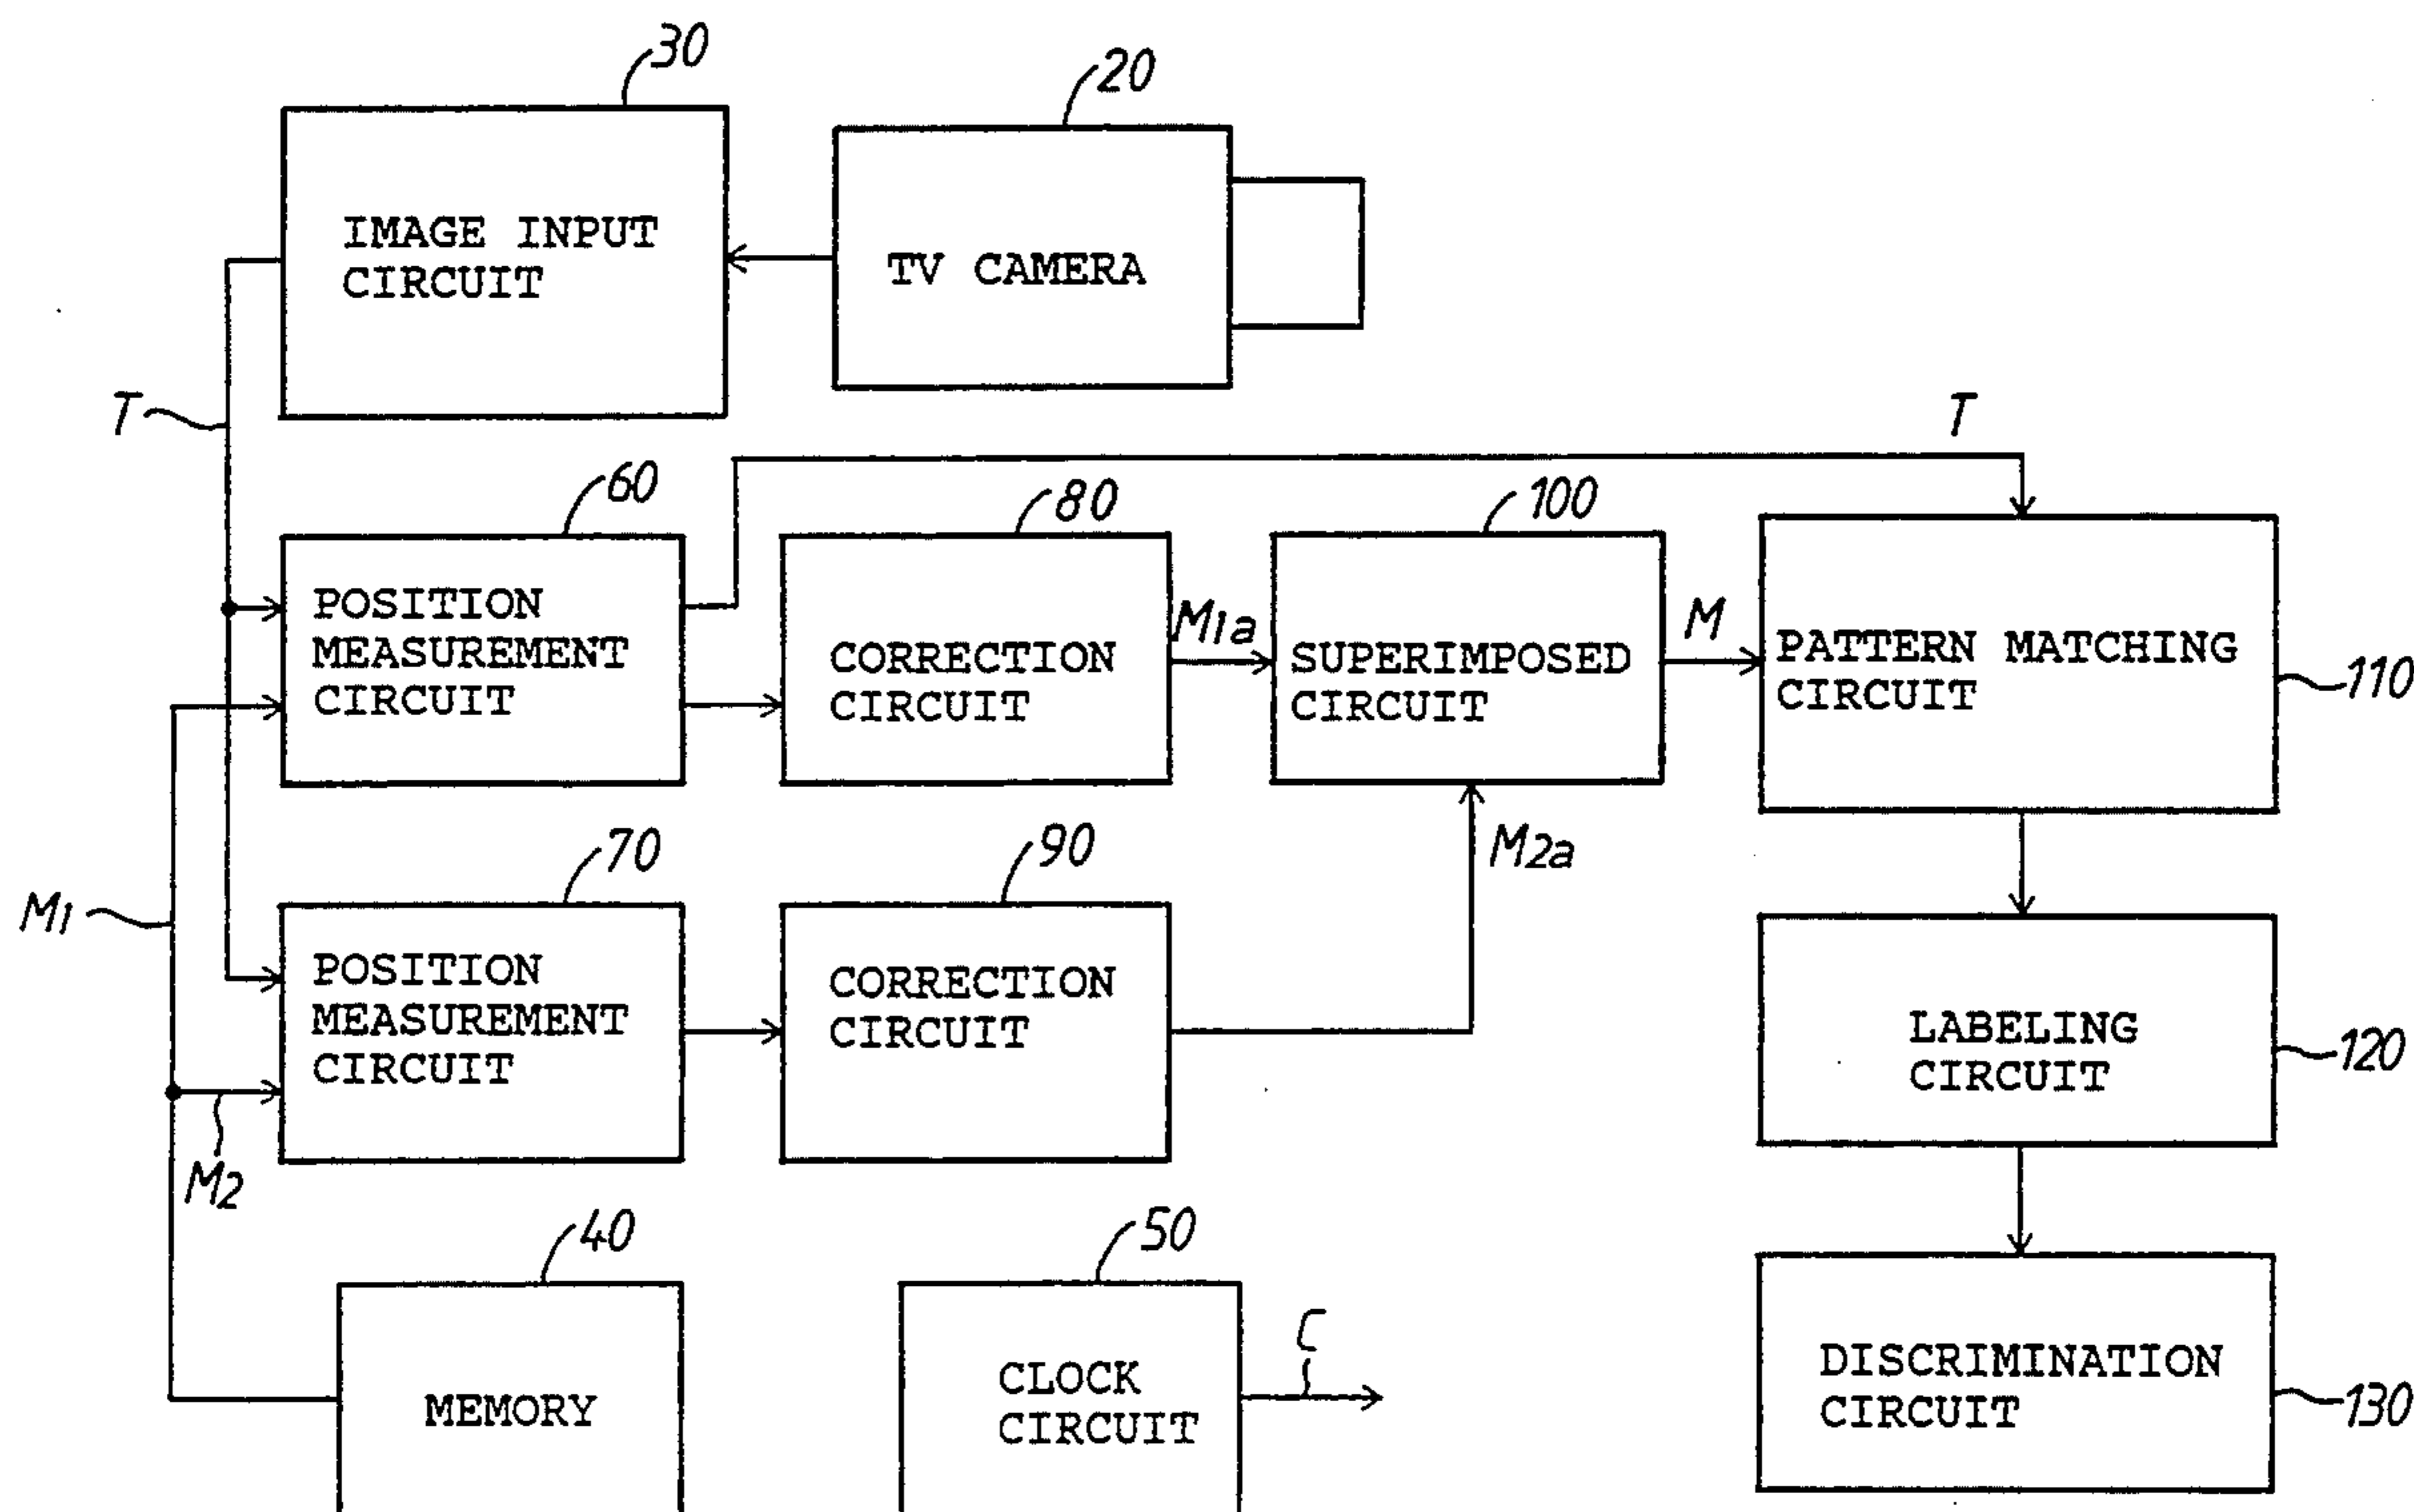 30
20
IMAGE INPUT
CIRCUIT
TV CAMERA
T
T
60
80
100
POSITION
MEASUREMENT
CIRCUIT
CORRECTION
CIRCUIT
M1a
SUPERIMPOSED
CIRCUIT
M
PATTERN MATCHING
CIRCUIT
110
70
90
M2a
M1
POSITION
MEASUREMENT
CIRCUIT
CORRECTION
CIRCUIT
LABELING
CIRCUIT
120
M2
40
50
MEMORY
CLOCK
CIRCUIT
C
DISCRIMINATION
CIRCUIT
130